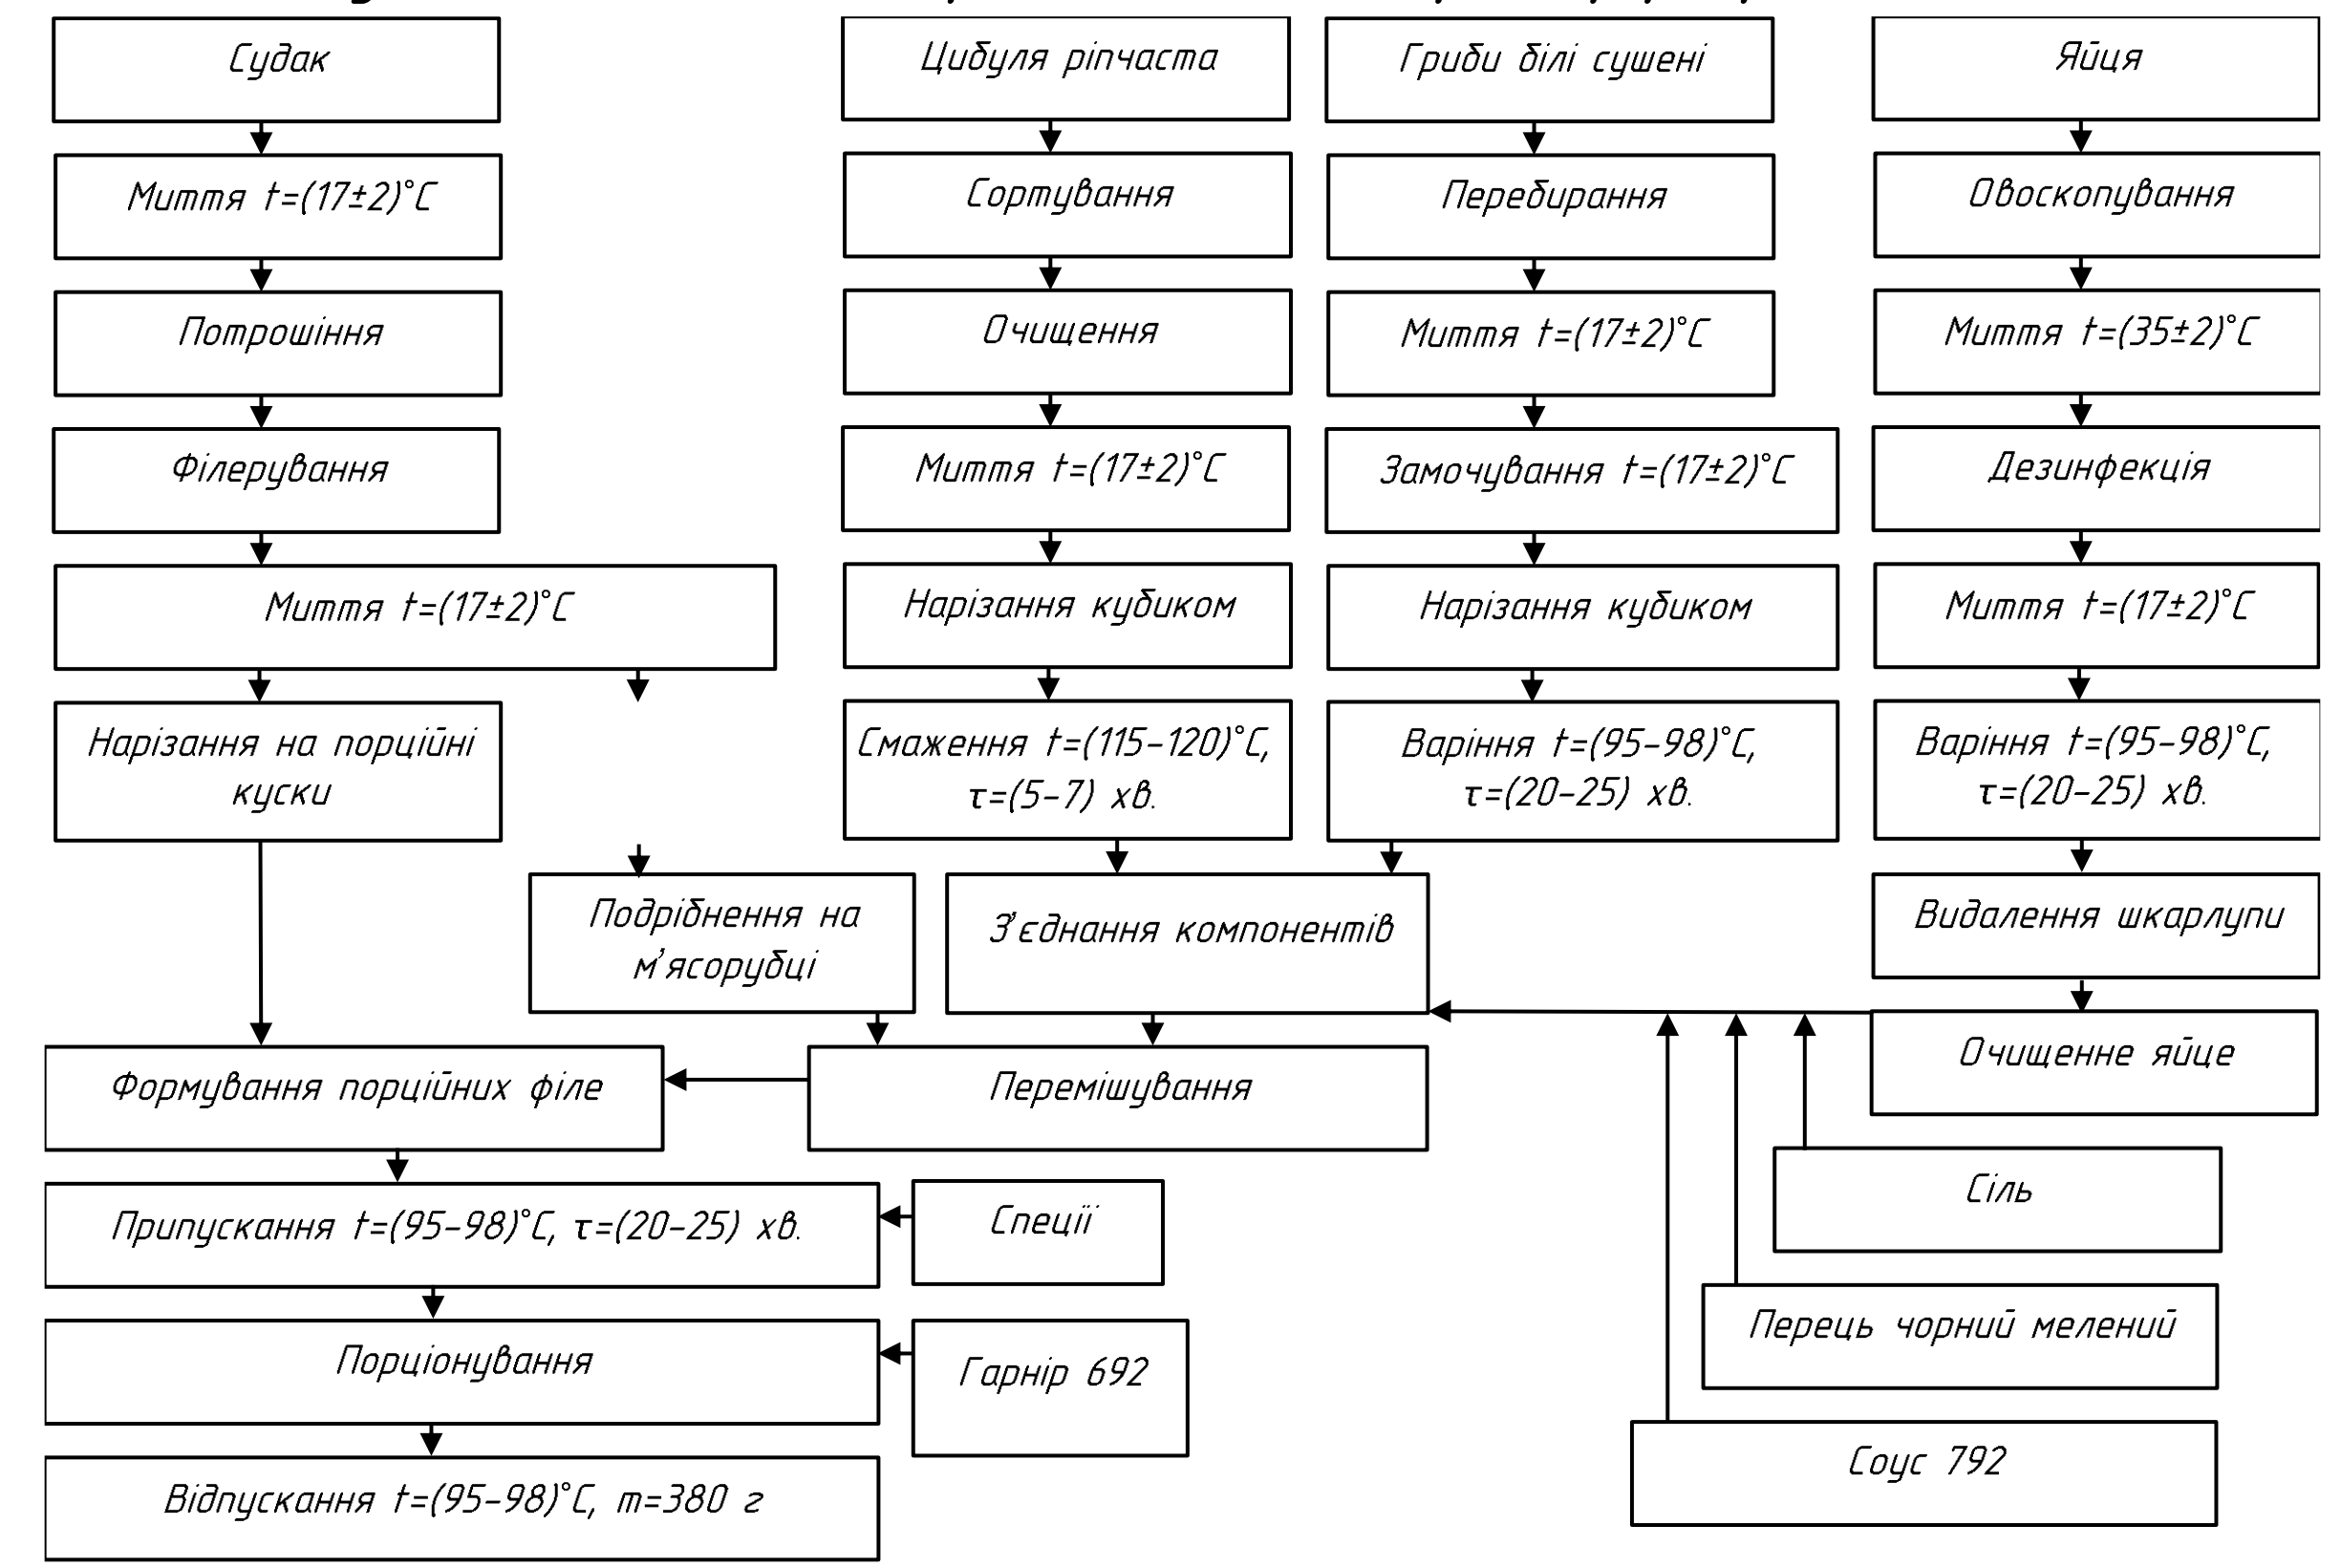 Судак
Цибуля ріпчаста
Гриби білі сушені
Яйця
Миття t=(17±2)°С
Сортування
Перебирання
Овоскопування
Потрошіння
Очищення
Миття t=(17±2)°С
Миття t=(35±2)°С
Філерування
Миття t=(17±2)°С
Замочування t=(17±2)°С
Дезинфекція
Миття t=(17±2)°С
Нарізання кубиком
Нарізання кубиком
Миття t=(17±2)°С
Нарізання на порційні
куски
Смаження t=(115-120)°С,
τ=(5-7) хв.
Варіння t=(95-98)°С,
τ=(20-25) хв.
Варіння t=(95-98)°С,
τ=(20-25) хв.
Подрібнення на
м'ясорубці
З'єднання компонентів
Видалення шкарлупи
Формування порційних філе
Перемішування
Очищенне яйце
Припускання t=(95-98)°С, τ=(20-25) хв.
Спеції
Сіль
Порціонування
Гарнір 692
Перець чорний мелений
Відпускання t=(95-98)°С, m=380 г
Соус 792